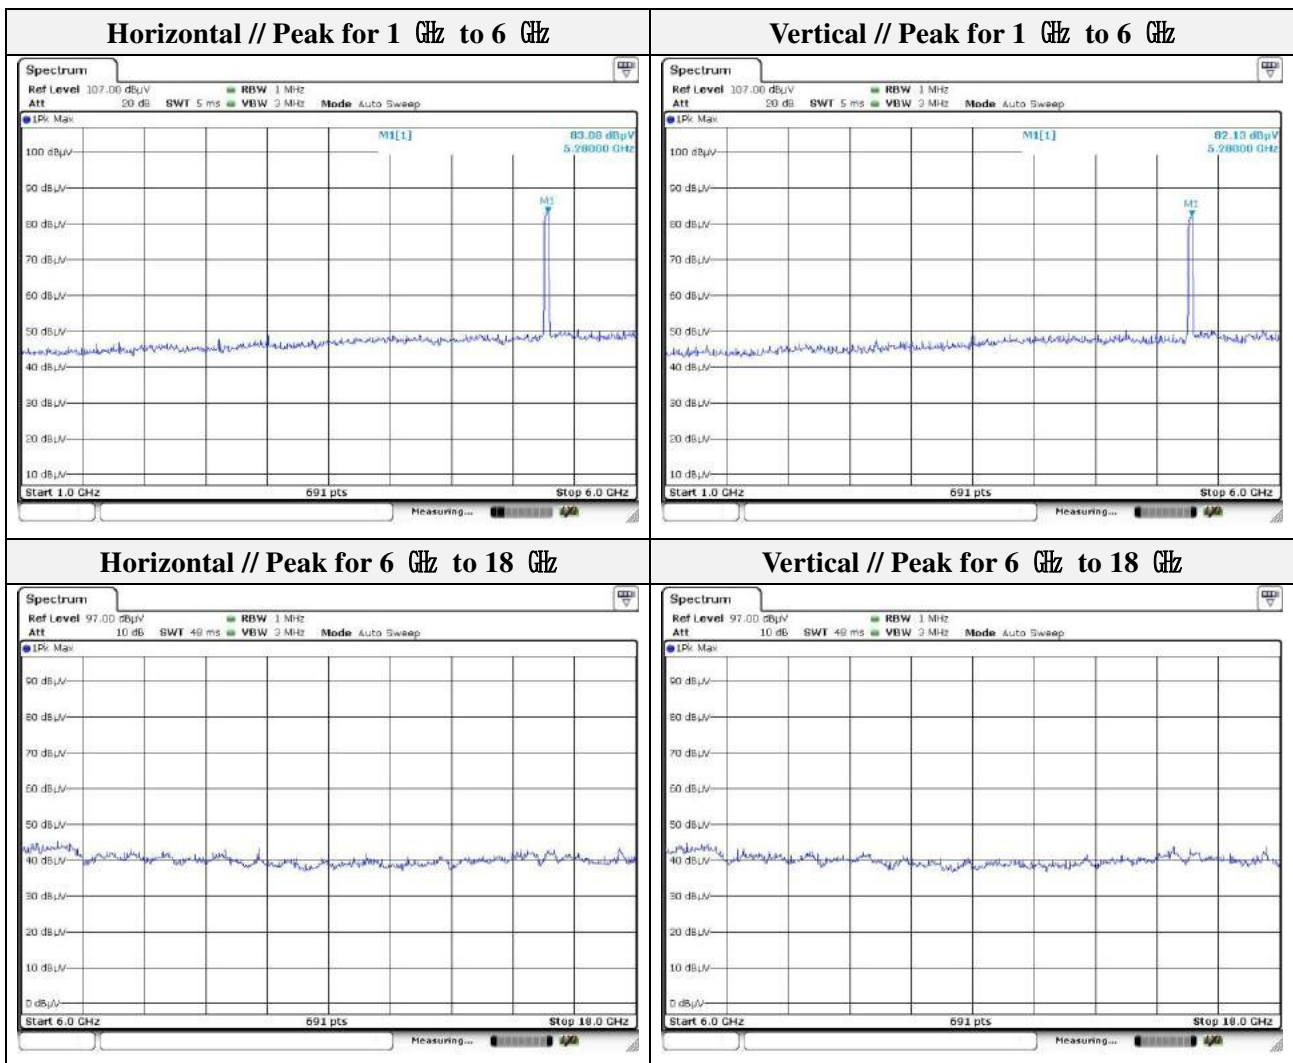 Horizontal // Peak for 1 ㎓ to 6 ㎓
Spectrum
Ref Level 107.00 dBµV RBW 1 MHz
Att 20 dB SWT 5 ms VBW 3 MHz Mode Auto Sweep
1Pk Max
M1[1] 83.08 dBµV
5.28000 GHz
M1
100 dBµV
90 dBµV
80 dBµV
70 dBµV
60 dBµV
50 dBµV
40 dBµV
30 dBµV
20 dBµV
10 dBµV
Start 1.0 GHz 691 pts Stop 6.0 GHz
Measuring...
Vertical // Peak for 1 ㎓ to 6 ㎓
Spectrum
Ref Level 107.00 dBµV RBW 1 MHz
Att 20 dB SWT 5 ms VBW 3 MHz Mode Auto Sweep
1Pk Max
M1[1] 82.13 dBµV
5.28000 GHz
M1
100 dBµV
90 dBµV
80 dBµV
70 dBµV
60 dBµV
50 dBµV
40 dBµV
30 dBµV
20 dBµV
10 dBµV
Start 1.0 GHz 691 pts Stop 6.0 GHz
Measuring...
Horizontal // Peak for 6 ㎓ to 18 ㎓
Spectrum
Ref Level 97.00 dBµV RBW 1 MHz
Att 10 dB SWT 48 ms VBW 3 MHz Mode Auto Sweep
1Pk Max
90 dBµV
80 dBµV
70 dBµV
60 dBµV
50 dBµV
40 dBµV
30 dBµV
20 dBµV
10 dBµV
0 dBµV
Start 6.0 GHz 691 pts Stop 18.0 GHz
Measuring...
Vertical // Peak for 6 ㎓ to 18 ㎓
Spectrum
Ref Level 97.00 dBµV RBW 1 MHz
Att 10 dB SWT 48 ms VBW 3 MHz Mode Auto Sweep
1Pk Max
90 dBµV
80 dBµV
70 dBµV
60 dBµV
50 dBµV
40 dBµV
30 dBµV
20 dBµV
10 dBµV
0 dBµV
Start 6.0 GHz 691 pts Stop 18.0 GHz
Measuring...